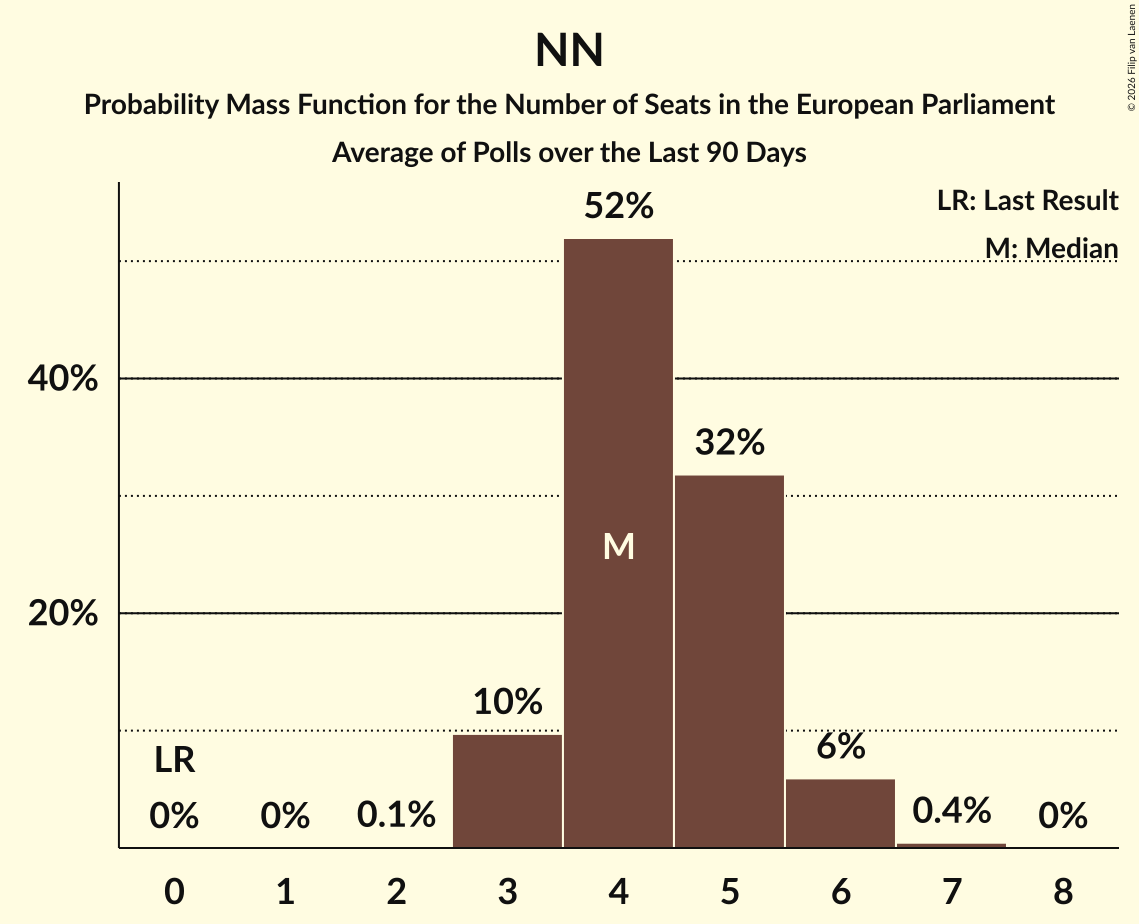 NN
Probability Mass Function for the Number of Seats in the European Parliament
Average of Polls over the Last 90 Days
© 2026 Filip van Laenen
LR: Last Result
M: Median
52%
40%
32%
M
20%
10%
6%
LR
0%
0%
0.1%
0.4%
0%
0
1
2
3
4
5
6
7
8